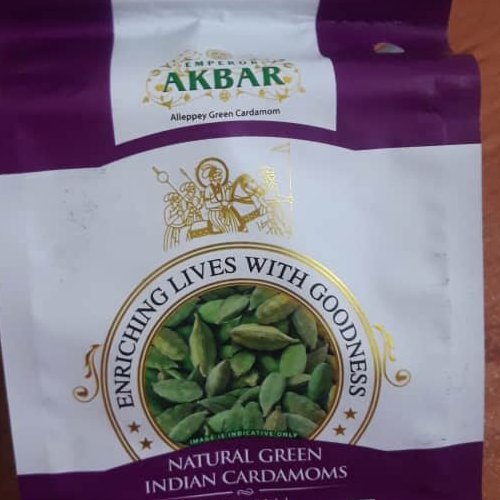 EMPEROR
AKBAR
Alleppey Green Cardamom
ENRICHING LIVES WITH GOODNESS
IMAGE IS INDICATIVE ONLY
NATURAL GREEN
INDIAN CARDAMOMS